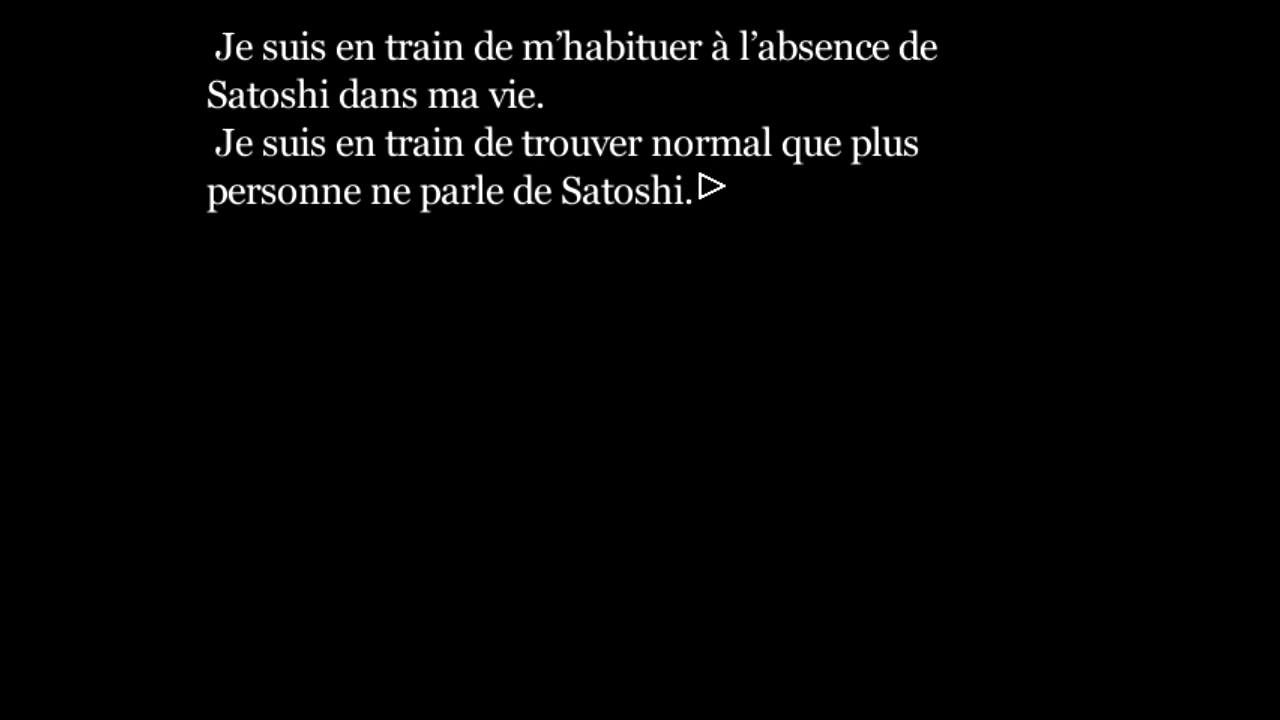 Je suis en train de m’habituer à l’absence de
Satoshi dans ma vie.
Je suis en train de trouver normal que plus
personne ne parle de Satoshi.